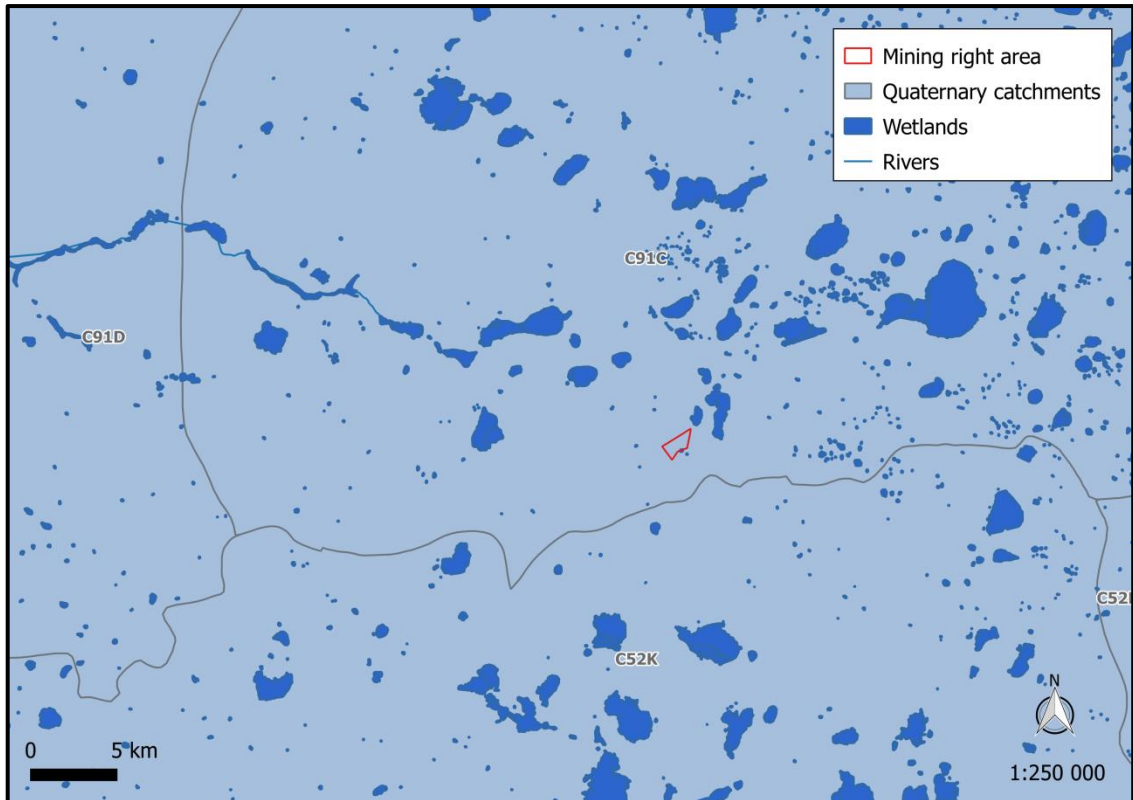 Mining right area
Quaternary catchments
Wetlands
Rivers
C91C
C91D
C52K
N
0 5 km
1:250 000